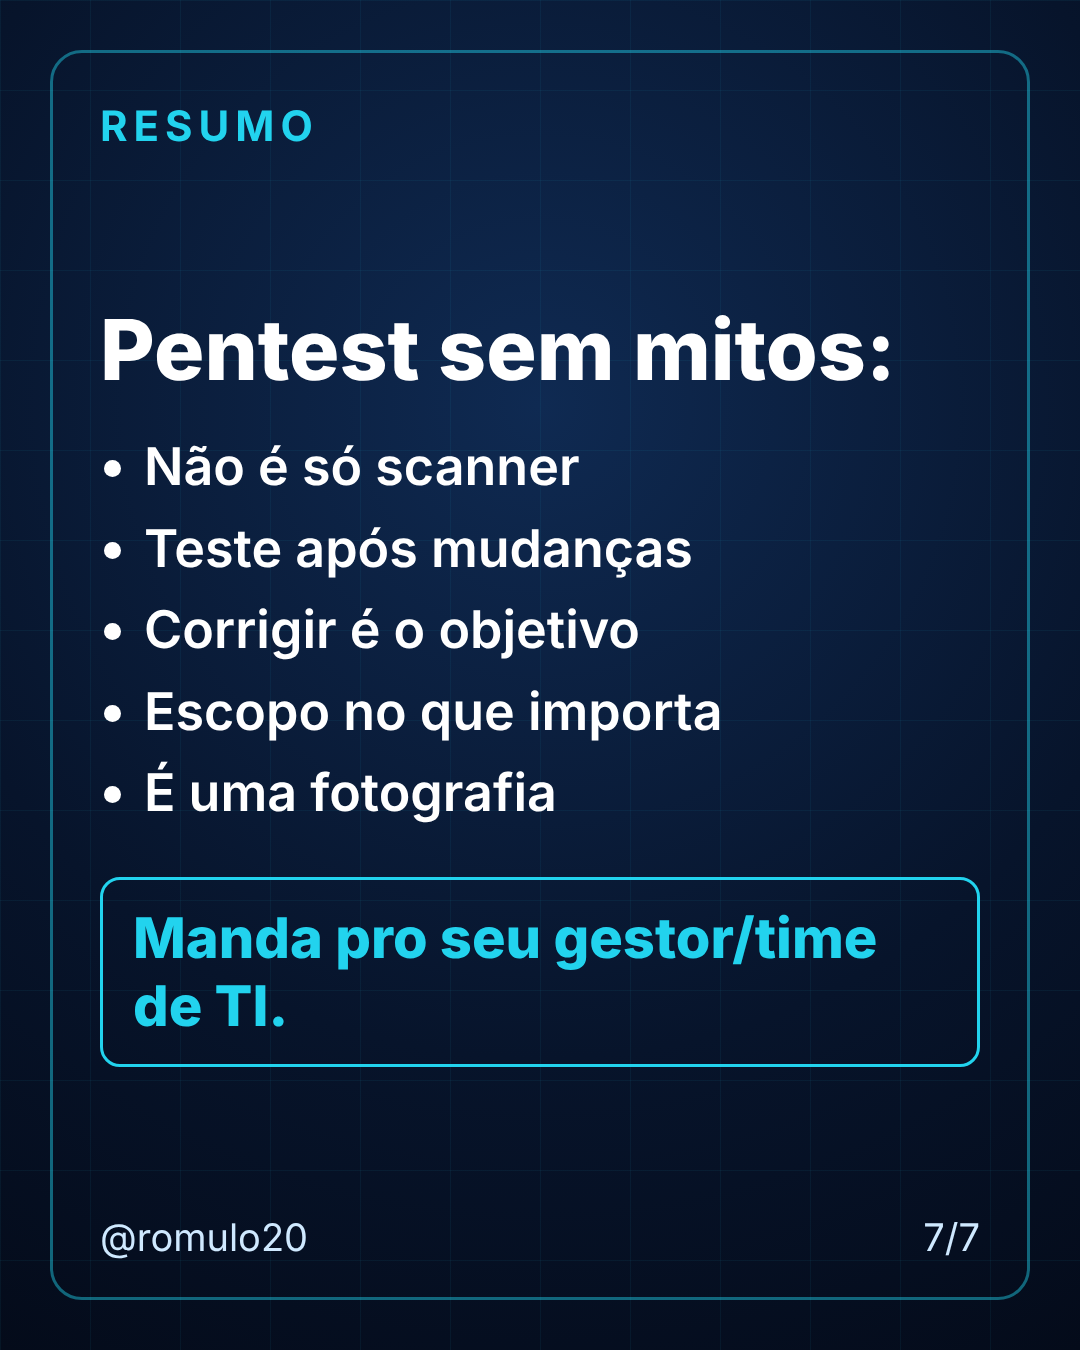 RESUMO
Pentest sem mitos:
• Não é só scanner
• Teste após mudanças
• Corrigir é o objetivo
• Escopo no que importa
• É uma fotografia
Manda pro seu gestor/time
de TI.
@romulo20
7/7